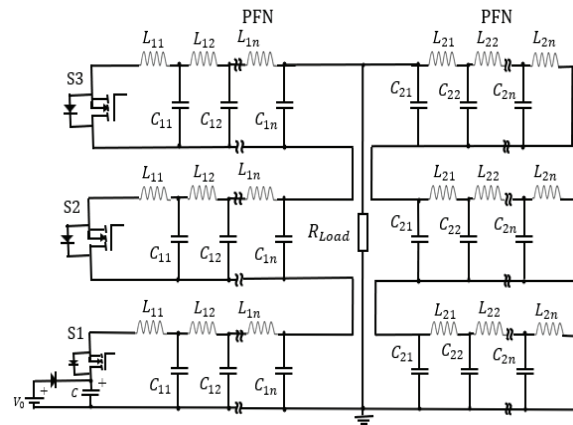 PFN PFN
L11 L12 L1n L21 L22 L2n
S3
C11 C12 C1n C21 C22 C2n
L11 L12 L1n L21 L22 L2n
S2
C11 C12 C1n RLoad C21 C22 C2n
L11 L12 L1n L21 L22 L2n
S1
C11 C12 C1n C21 C22 C2n
+ +
V0 C